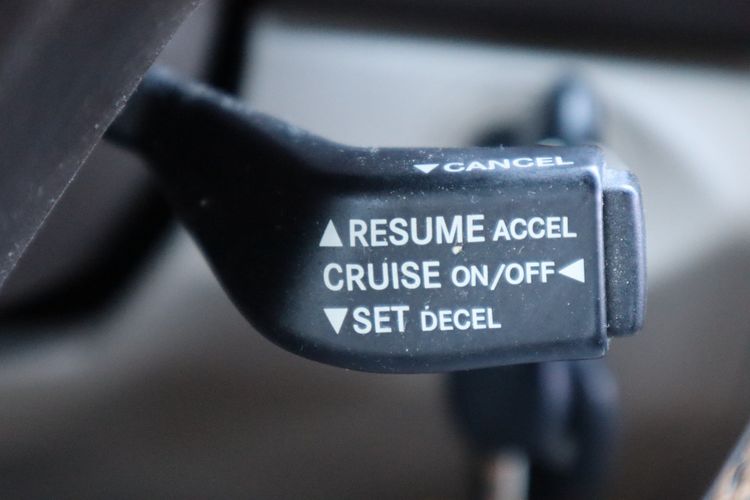 ▼CANCEL
▲RESUME ACCEL
CRUISE ON/OFF◀
▼SET DECEL